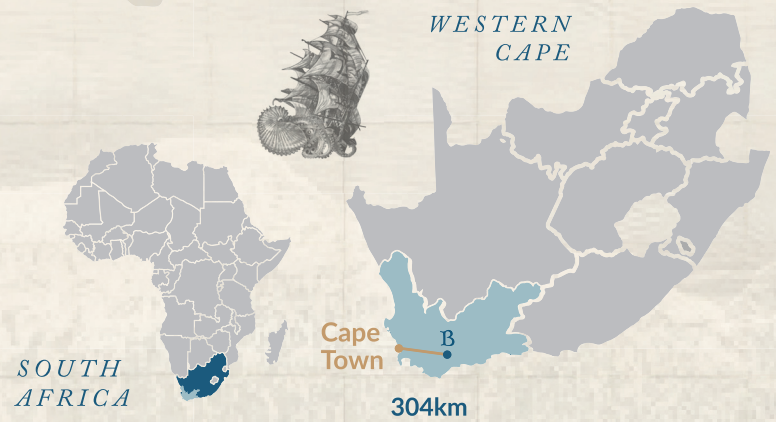 WESTERN
CAPE
Cape
Town
B
SOUTH
AFRICA
304km